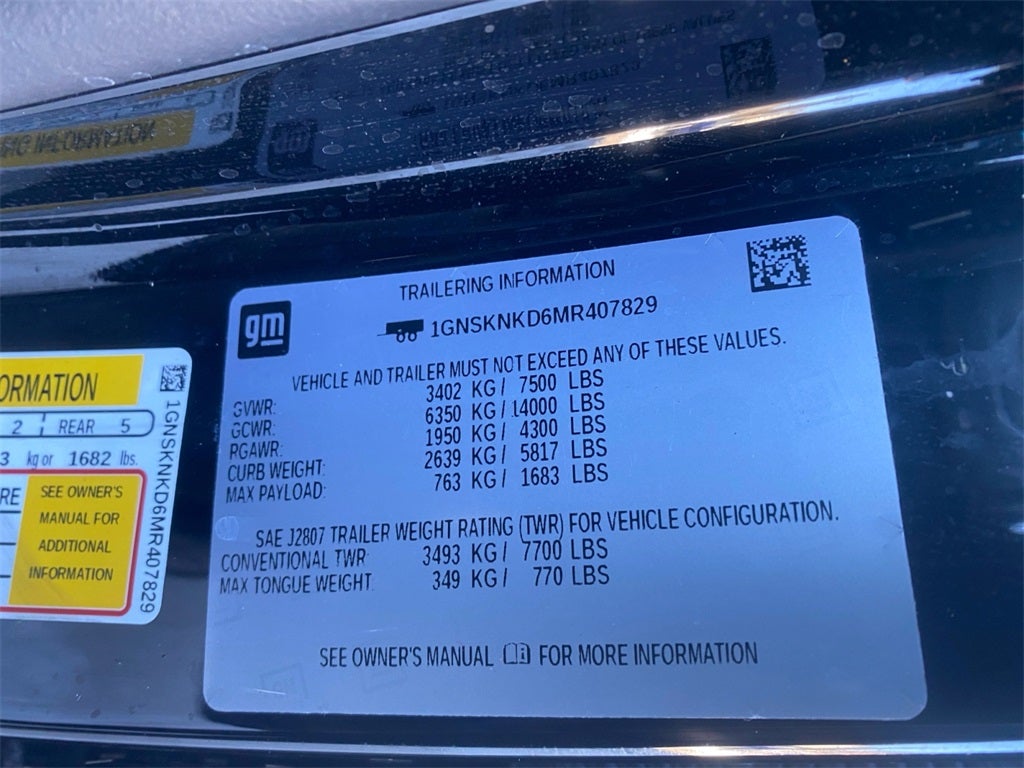 TRAILERING INFORMATION
gm
1GNSKNKD6MR407829
VEHICLE AND TRAILER MUST NOT EXCEED ANY OF THESE VALUES.
GVWR: 3402 KG/ 7500 LBS
GCWR: 6350 KG/ 14000 LBS
RGAWR: 1950 KG/ 4300 LBS
CURB WEIGHT: 2639 KG/ 5817 LBS
MAX PAYLOAD: 763 KG/ 1683 LBS
SAE J2807 TRAILER WEIGHT RATING (TWR) FOR VEHICLE CONFIGURATION.
CONVENTIONAL TWR: 3493 KG/ 7700 LBS
MAX TONGUE WEIGHT: 349 KG/ 770 LBS
SEE OWNER'S MANUAL FOR MORE INFORMATION
ORMATION
2 REAR 5
3 kg or 1682 lbs.
RE
SEE OWNER'S
MANUAL FOR
ADDITIONAL
INFORMATION
1GNSKNKD6MR407829